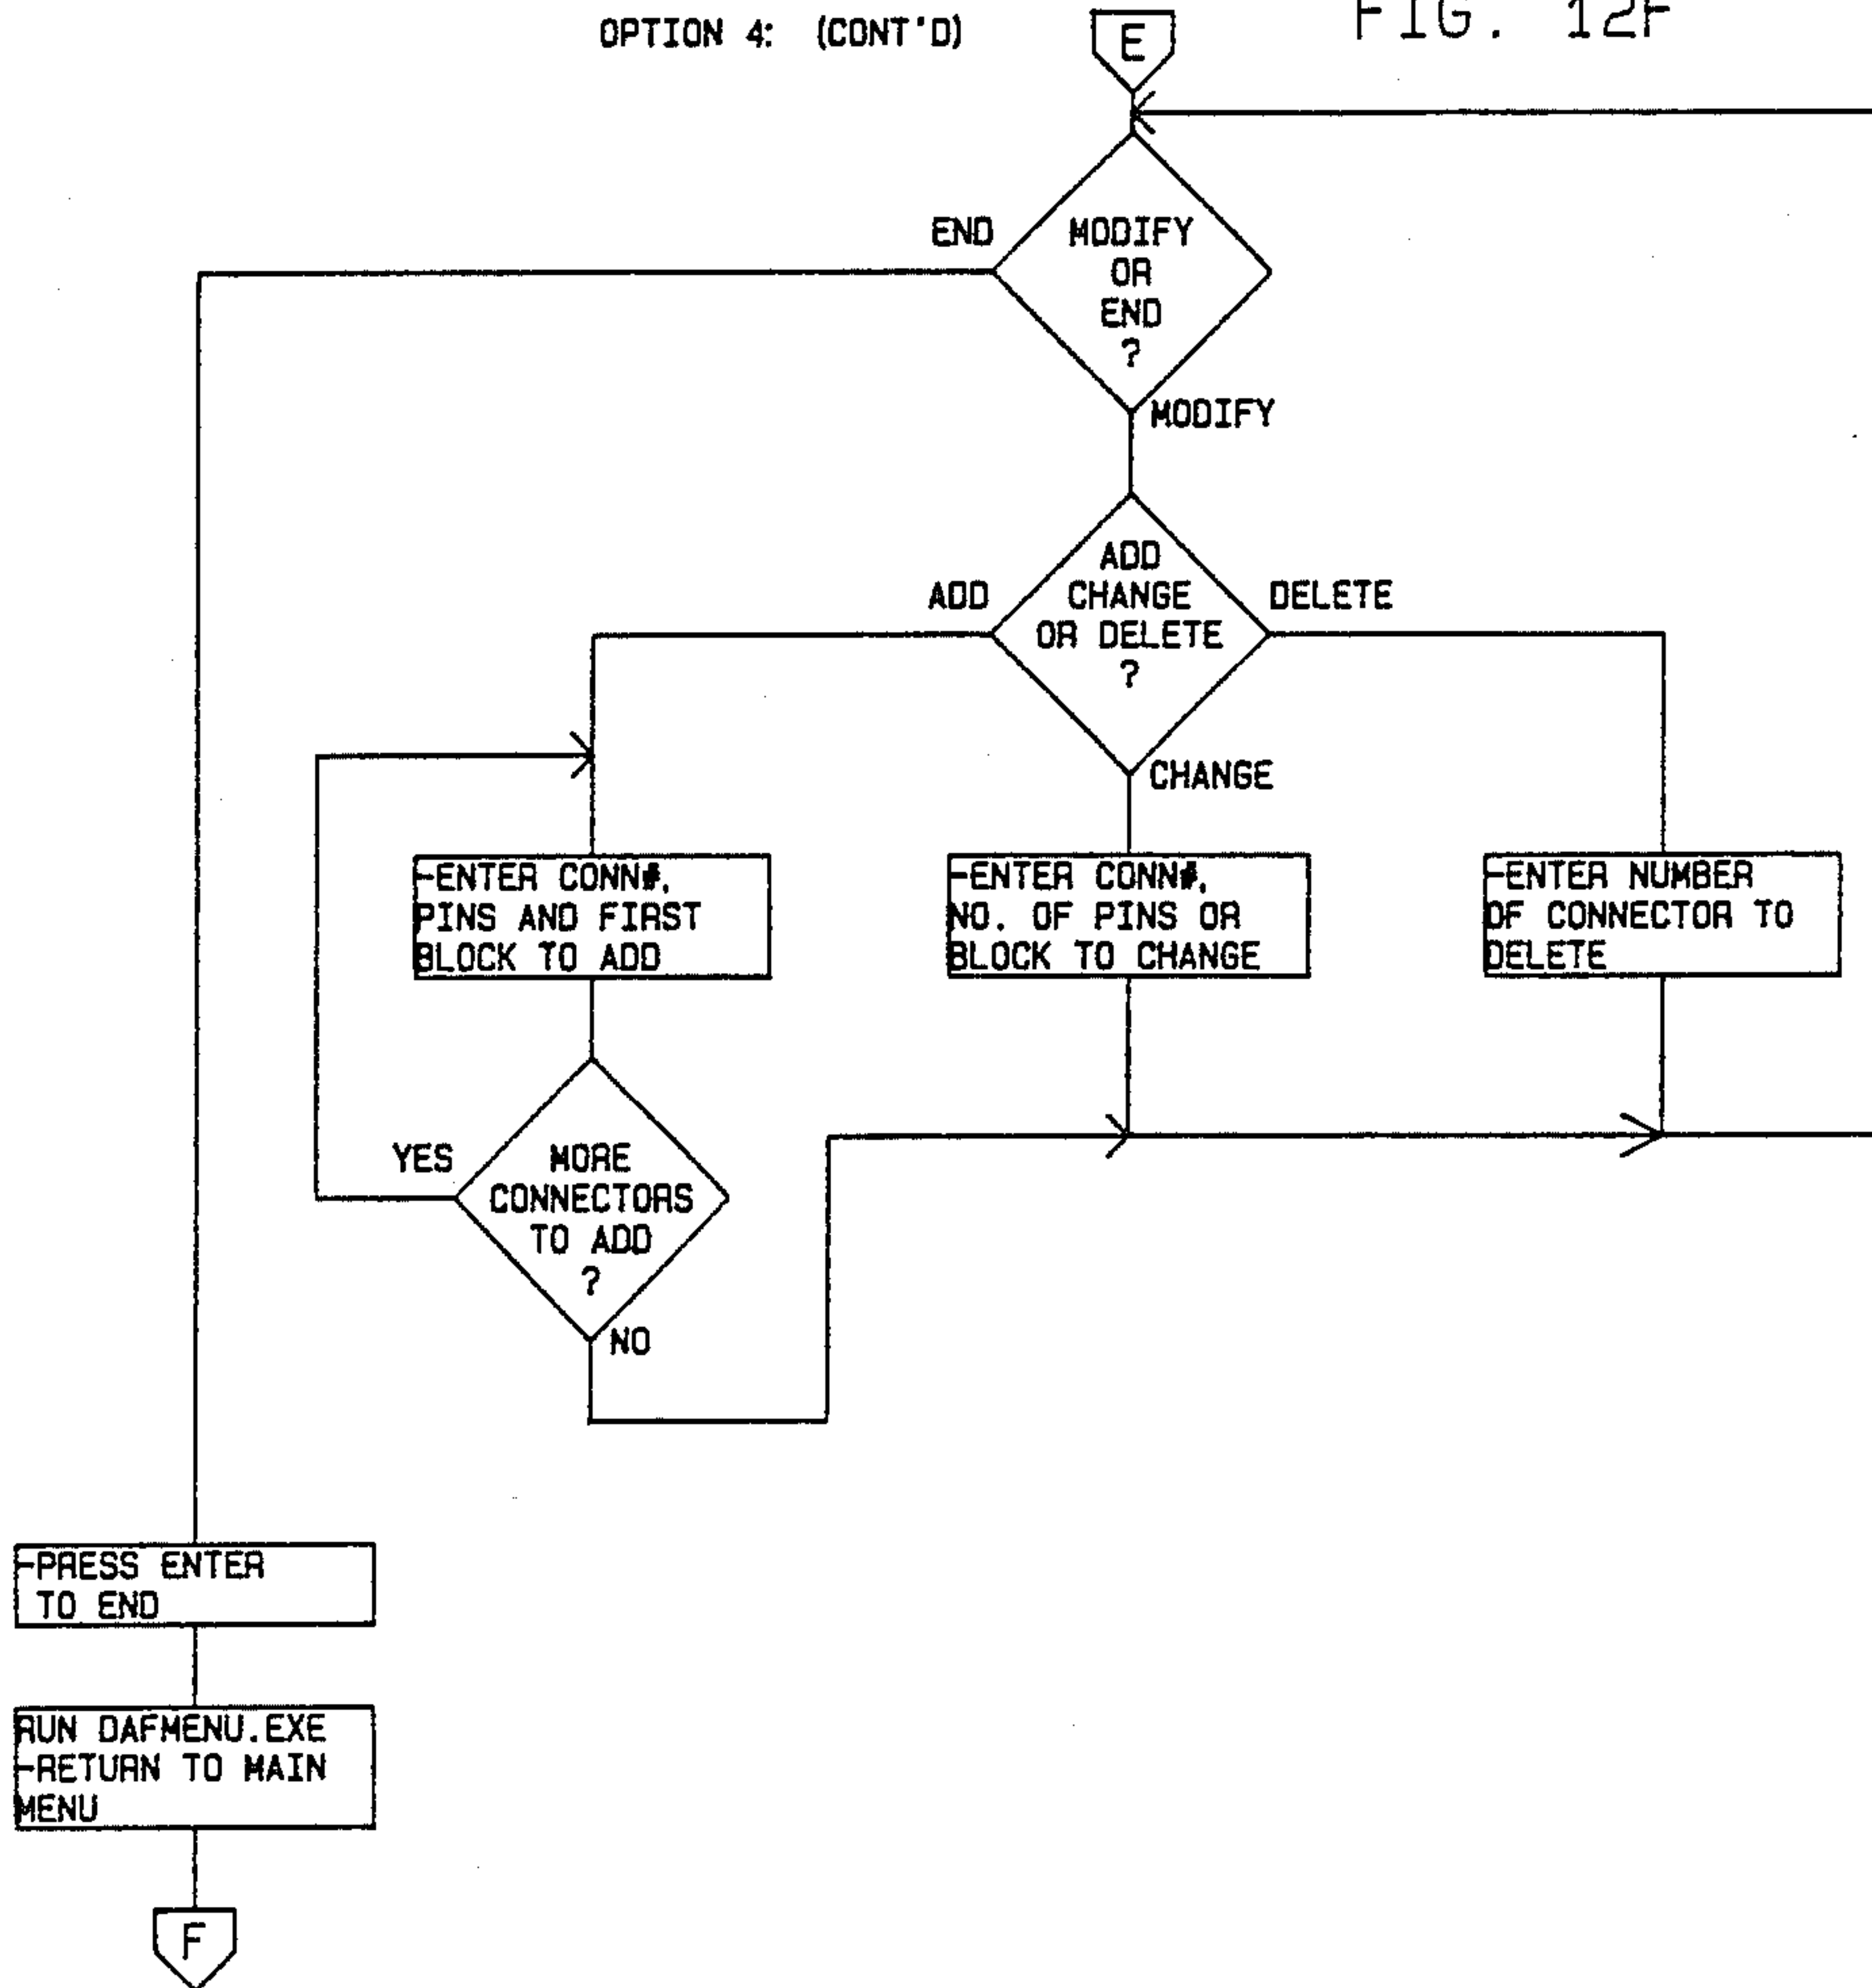 OPTION 4: (CONT'D)
FIG. 12F
E
END
MODIFY
OR
END
?
MODIFY
ADD
ADD
CHANGE
OR DELETE
?
DELETE
CHANGE
-ENTER CONN#,
PINS AND FIRST
BLOCK TO ADD
-ENTER CONN#,
NO. OF PINS OR
BLOCK TO CHANGE
-ENTER NUMBER
OF CONNECTOR TO
DELETE
YES
MORE
CONNECTORS
TO ADD
?
NO
-PRESS ENTER
TO END
RUN DAFMENU.EXE
-RETURN TO MAIN
MENU
F